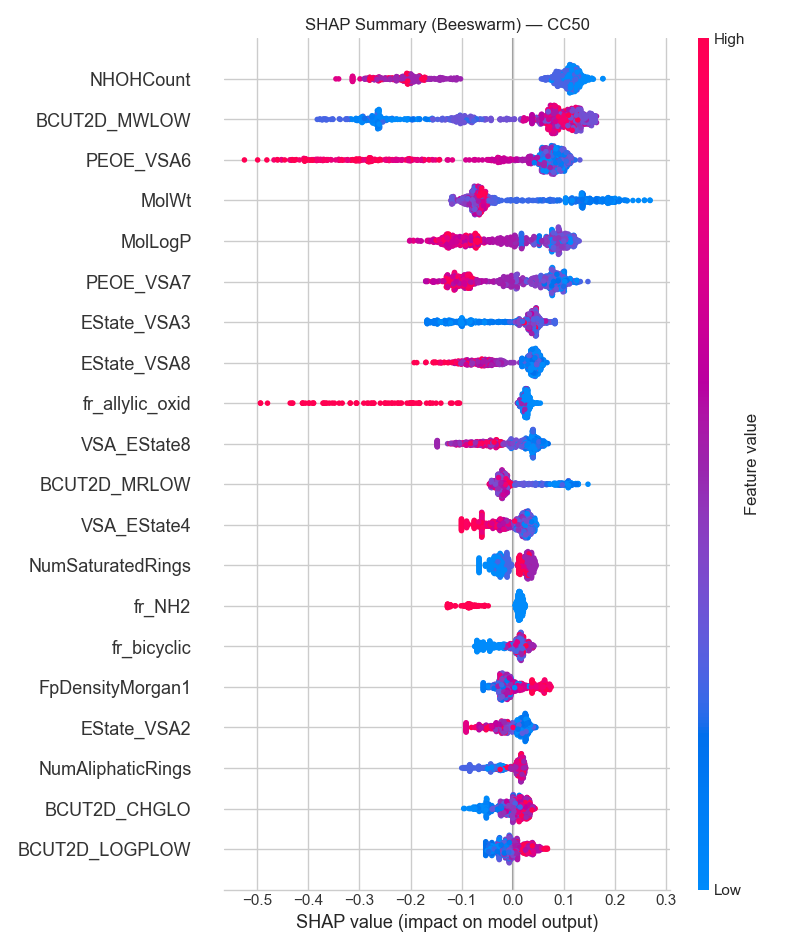 SHAP Summary (Beeswarm) — CC50
High
NHOHCount
BCUT2D_MWLOW
PEOE_VSA6
MolWt
MolLogP
PEOE_VSA7
EState_VSA3
EState_VSA8
fr_allylic_oxid
VSA_EState8
BCUT2D_MRLOW
VSA_EState4
NumSaturatedRings
fr_NH2
fr_bicyclic
FpDensityMorgan1
EState_VSA2
NumAliphaticRings
BCUT2D_CHGLO
BCUT2D_LOGPLOW
Feature value
Low
−0.5 −0.4 −0.3 −0.2 −0.1 0.0 0.1 0.2 0.3
SHAP value (impact on model output)